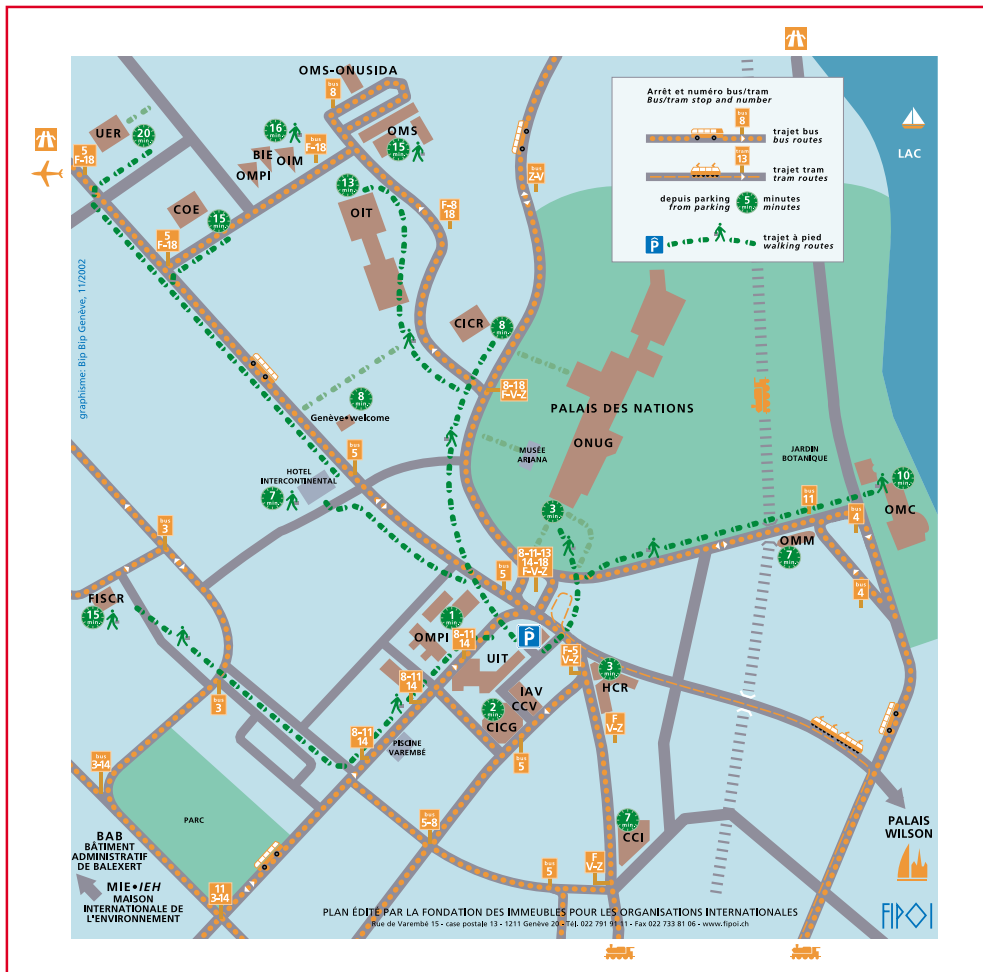 OMS-ONUSIDA
bus
8
Arrêt et numéro bus/tram
Bus/tram stop and number
bus
8
trajet bus
bus routes
tram
13
trajet tram
tram routes
depuis parking
from parking
5
min.
minutes
minutes
P
trajet à pied
walking routes
LAC
UER
20
min.
16
min.
bus
F-18
OMS
15
min.
BIE
OIM
OMPI
5
F-18
bus
Z-V
COE
15
min.
13
min.
OIT
F-8
18
5
F-18
graphisme: Bip Bip Genève, 11/2002
CICR
8
min.
8-18
F-V-Z
8
min.
Genève•welcome
PALAIS DES NATIONS
ONUG
MUSÉE
ARIANA
JARDIN
BOTANIQUE
bus
5
HOTEL
INTERCONTINENTAL
7
min.
10
min.
OMC
bus
11
bus
4
3
min.
OMM
7
min.
bus
3
8-11-13
14-18
F-V-Z
bus
5
bus
4
FISCR
15
min.
1
min.
OMPI
8-11
14
P
UIT
F-5
V-Z
3
min.
HCR
8-11
14
IAV
CCV
2
min.
CICG
F
V-Z
bus
3
8-11
14
PISCINE
VAREMBÉ
bus
5
bus
3-14
PARC
bus
5-8
7
min.
CCI
PALAIS
WILSON
BAB
BÂTIMENT
ADMINISTRATIF
DE BALEXERT
MIE•IEH
MAISON
INTERNATIONALE DE
L'ENVIRONNEMENT
11
3-14
bus
5
F
V-Z
PLAN ÉDITÉ PAR LA FONDATION DES IMMEUBLES POUR LES ORGANISATIONS INTERNATIONALES
Rue de Varembé 15 - case postale 13 - 1211 Genève 20 - Tél. 022 791 91 11 - Fax 022 733 81 06 - www.fipoi.ch
FIPOI